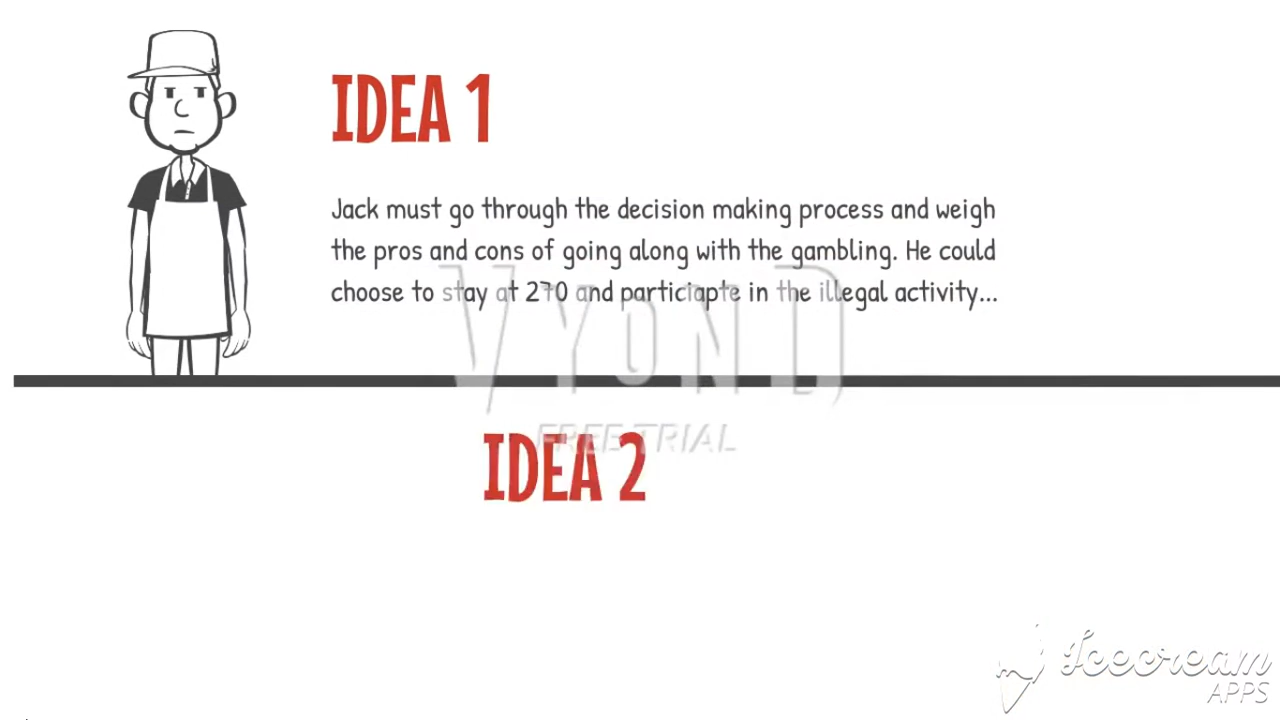 IDEA 1
Jack must go through the decision making process and weigh
the pros and cons of going along with the gambling. He could
choose to stay at 270 and particiapte in the illegal activity...
VYOND
FREE TRIAL
IDEA 2
Icecream
APPS